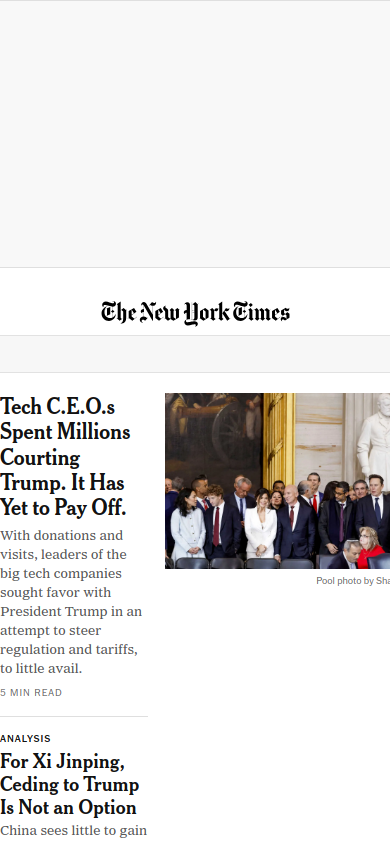 The New York Times
Tech C.E.O.s
Spent Millions
Courting
Trump. It Has
Yet to Pay Off.
With donations and
visits, leaders of the
big tech companies
sought favor with
President Trump in an
attempt to steer
regulation and tariffs,
to little avail.
5 MIN READ
Pool photo by Sha
ANALYSIS
For Xi Jinping,
Ceding to Trump
Is Not an Option
China sees little to gain